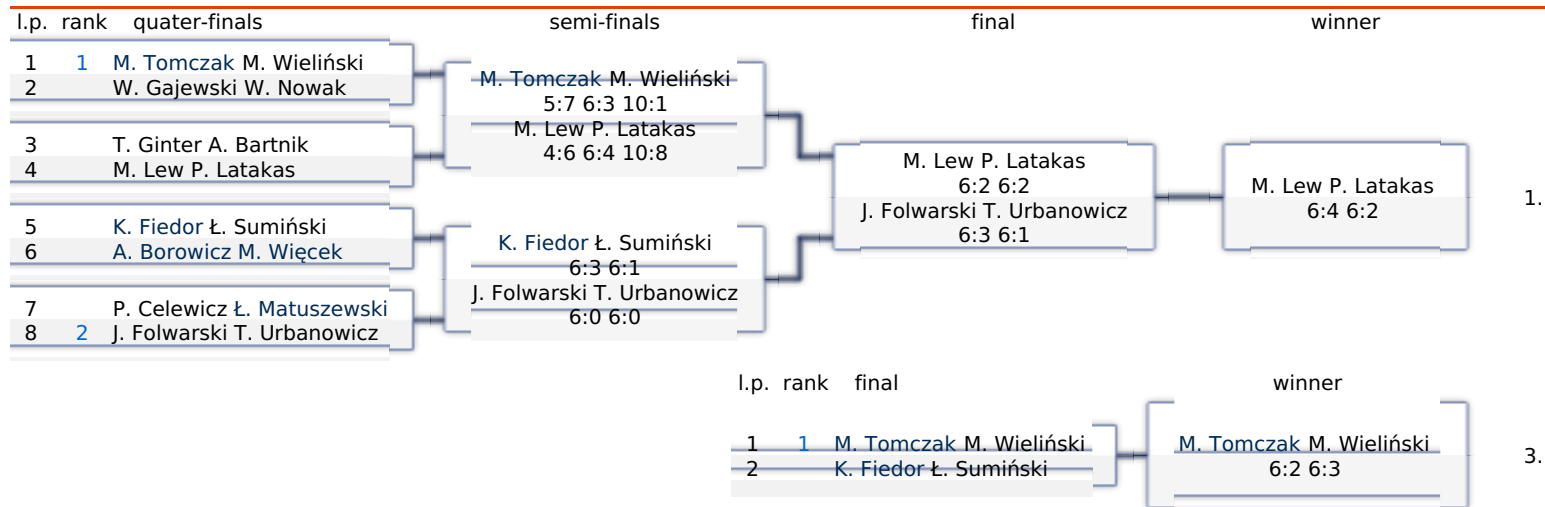 l.p. rank quater-finals semi-finals final winner
1 1 M. Tomczak M. Wieliński
2 W. Gajewski W. Nowak
3 T. Ginter A. Bartnik
4 M. Lew P. Latakas
5 K. Fiedor Ł. Sumiński
6 A. Borowicz M. Więcek
7 P. Celewicz Ł. Matuszewski
8 2 J. Folwarski T. Urbanowicz
M. Tomczak M. Wieliński
5:7 6:3 10:1
M. Lew P. Latakas
4:6 6:4 10:8
K. Fiedor Ł. Sumiński
6:3 6:1
J. Folwarski T. Urbanowicz
6:0 6:0
M. Lew P. Latakas
6:2 6:2
J. Folwarski T. Urbanowicz
6:3 6:1
M. Lew P. Latakas
6:4 6:2
1.
l.p. rank final winner
1 1 M. Tomczak M. Wieliński
2 K. Fiedor Ł. Sumiński
M. Tomczak M. Wieliński
6:2 6:3
3.